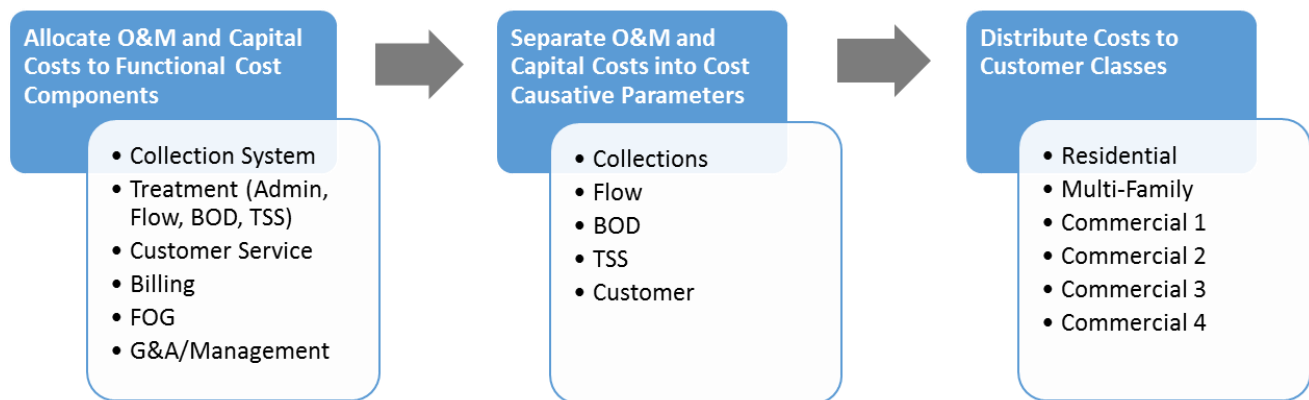 Allocate O&M and Capital
Costs to Functional Cost
Components
• Collection System
• Treatment (Admin,
Flow, BOD, TSS)
• Customer Service
• Billing
• FOG
• G&A/Management
Separate O&M and
Capital Costs into Cost
Causative Parameters
• Collections
• Flow
• BOD
• TSS
• Customer
Distribute Costs to
Customer Classes
• Residential
• Multi-Family
• Commercial 1
• Commercial 2
• Commercial 3
• Commercial 4